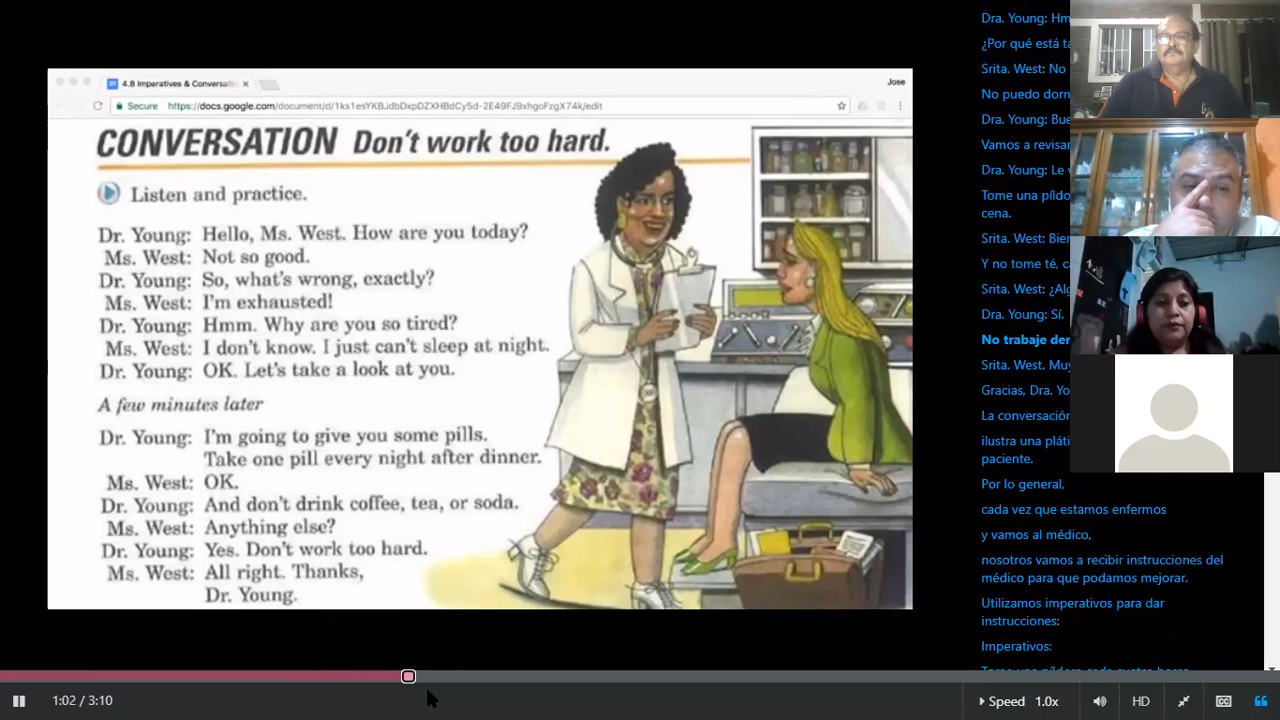 4.8 Imperatives & Conversati
Jose
Secure https://docs.google.com/document/d/1ks1esYKBJdbDxpDZXHBdCy5d-2E49FJ9xhgoFzgX74k/edit
CONVERSATION Don't work too hard.
Listen and practice.
Dr. Young: Hello, Ms. West. How are you today?
Ms. West: Not so good.
Dr. Young: So, what's wrong, exactly?
Ms. West: I'm exhausted!
Dr. Young: Hmm. Why are you so tired?
Ms. West: I don't know. I just can't sleep at night.
Dr. Young: OK. Let's take a look at you.
A few minutes later
Dr. Young: I'm going to give you some pills.
Take one pill every night after dinner.
Ms. West: OK.
Dr. Young: And don't drink coffee, tea, or soda.
Ms. West: Anything else?
Dr. Young: Yes. Don't work too hard.
Ms. West: All right. Thanks,
Dr. Young.
Dra. Young: Hm
¿Por qué está ta
Srita. West: No
No puedo dorm
Dra. Young: Bue
Vamos a revisar
Dra. Young: Le v
Tome una píldo
cena.
Srita. West: Bien
Y no tome té, ca
Srita. West: ¿Alg
Dra. Young: Sí.
No trabaje de
Srita. West. Muy
Gracias, Dra. Yo
La conversación
ilustra una pláti
paciente.
Por lo general,
cada vez que estamos enfermos
y vamos al médico,
nosotros vamos a recibir instrucciones del
médico para que podamos mejorar.
Utilizamos imperativos para dar
instrucciones:
Imperativos:
1:02 / 3:10
Speed 1.0x
HD
CC